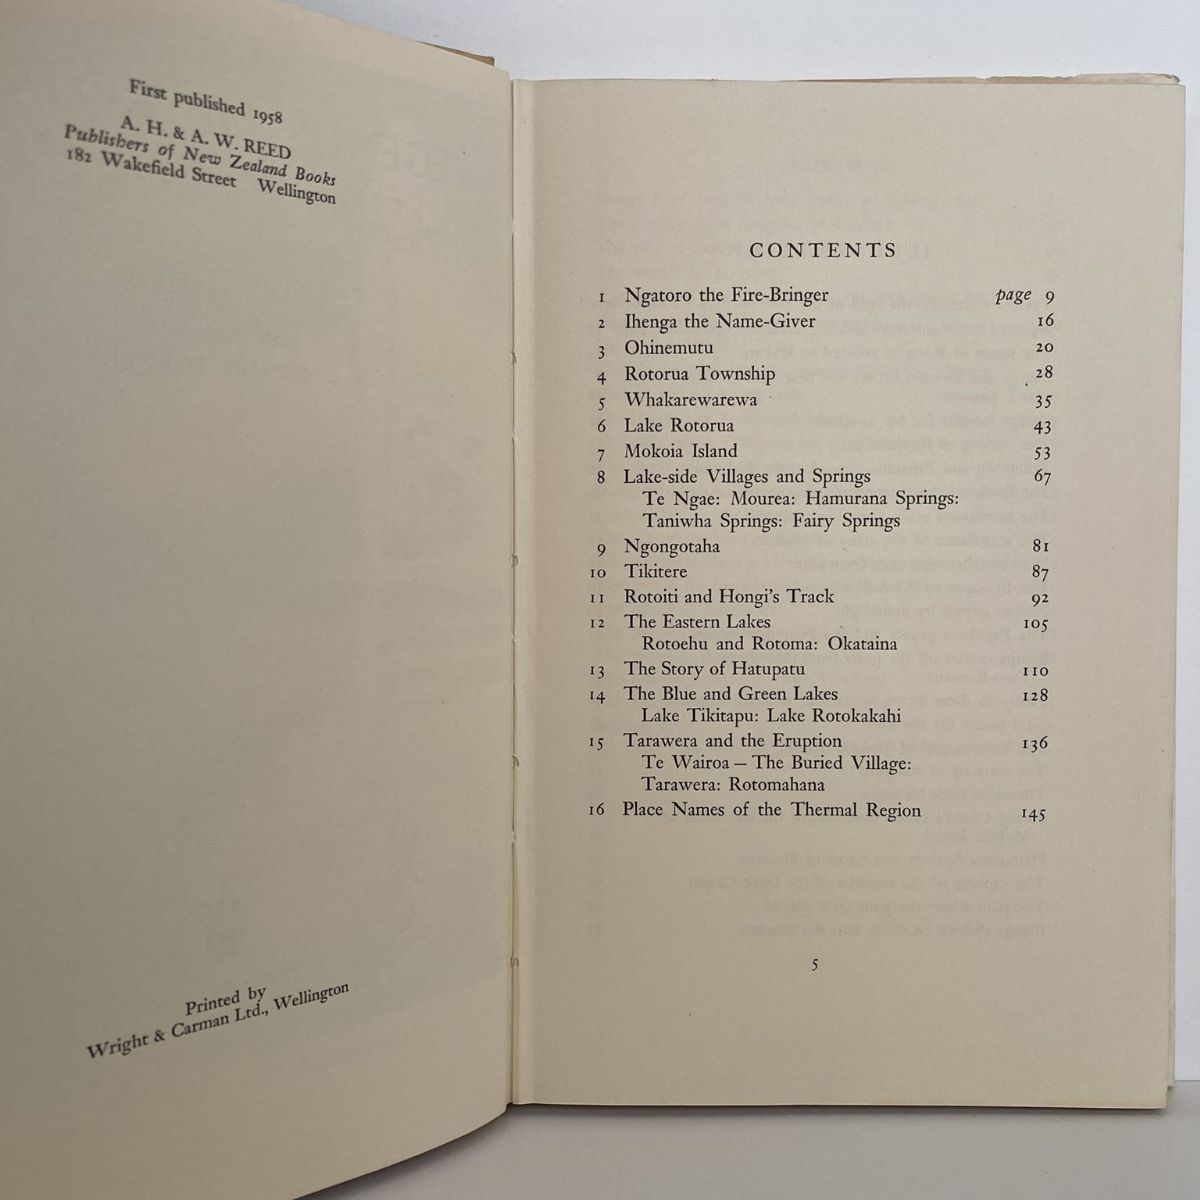 First published 1958
A. H. & A. W. REED
Publishers of New Zealand Books
182 Wakefield Street Wellington
Printed by
Wright & Carman Ltd., Wellington
CONTENTS
1 Ngatoro the Fire-Bringer page 9
2 Ihenga the Name-Giver 16
3 Ohinemutu 20
4 Rotorua Township 28
5 Whakarewarewa 35
6 Lake Rotorua 43
7 Mokoia Island 53
8 Lake-side Villages and Springs 67
Te Ngae: Mourea: Hamurana Springs:
Taniwha Springs: Fairy Springs
9 Ngongotaha 81
10 Tikitere 87
11 Rotoiti and Hongi's Track 92
12 The Eastern Lakes 105
Rotoehu and Rotoma: Okataina
13 The Story of Hatupatu 110
14 The Blue and Green Lakes 128
Lake Tikitapu: Lake Rotokakahi
15 Tarawera and the Eruption 136
Te Wairoa – The Buried Village:
Tarawera: Rotomahana
16 Place Names of the Thermal Region 145
5